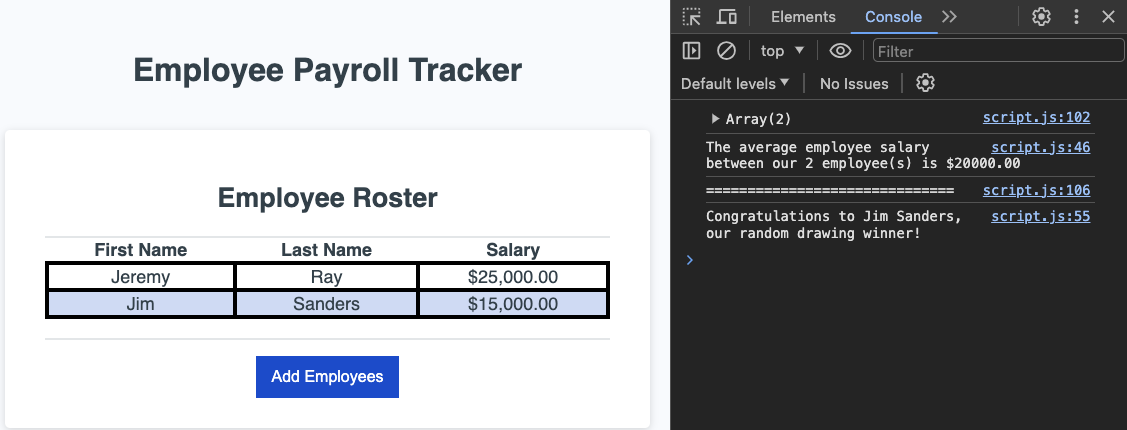 Employee Payroll Tracker
Employee Roster
First Name Last Name Salary
Jeremy Ray $25,000.00
Jim Sanders $15,000.00
Add Employees
Elements Console
top Filter
Default levels No Issues
Array(2) script.js:102
The average employee salary script.js:46
between our 2 employee(s) is $20000.00
============================== script.js:106
Congratulations to Jim Sanders, script.js:55
our random drawing winner!